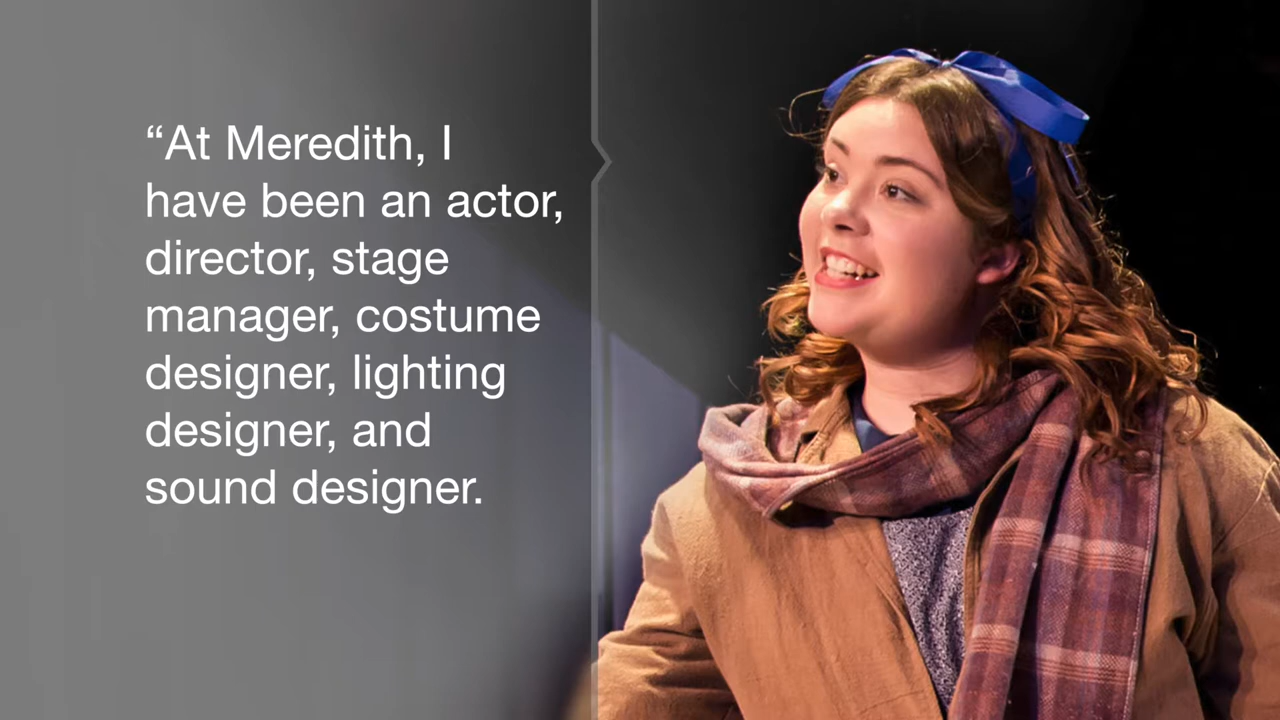 “At Meredith, I
have been an actor,
director, stage
manager, costume
designer, lighting
designer, and
sound designer.